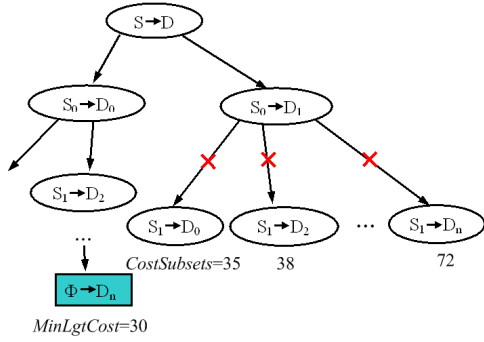 S→D
S₀→D₀
S₀→D₁
S₁→D₂
S₁→D₀
S₁→D₂
...
S₁→Dₙ
...
CostSubsets=35
38
72
Φ→Dₙ
MinLgtCost=30